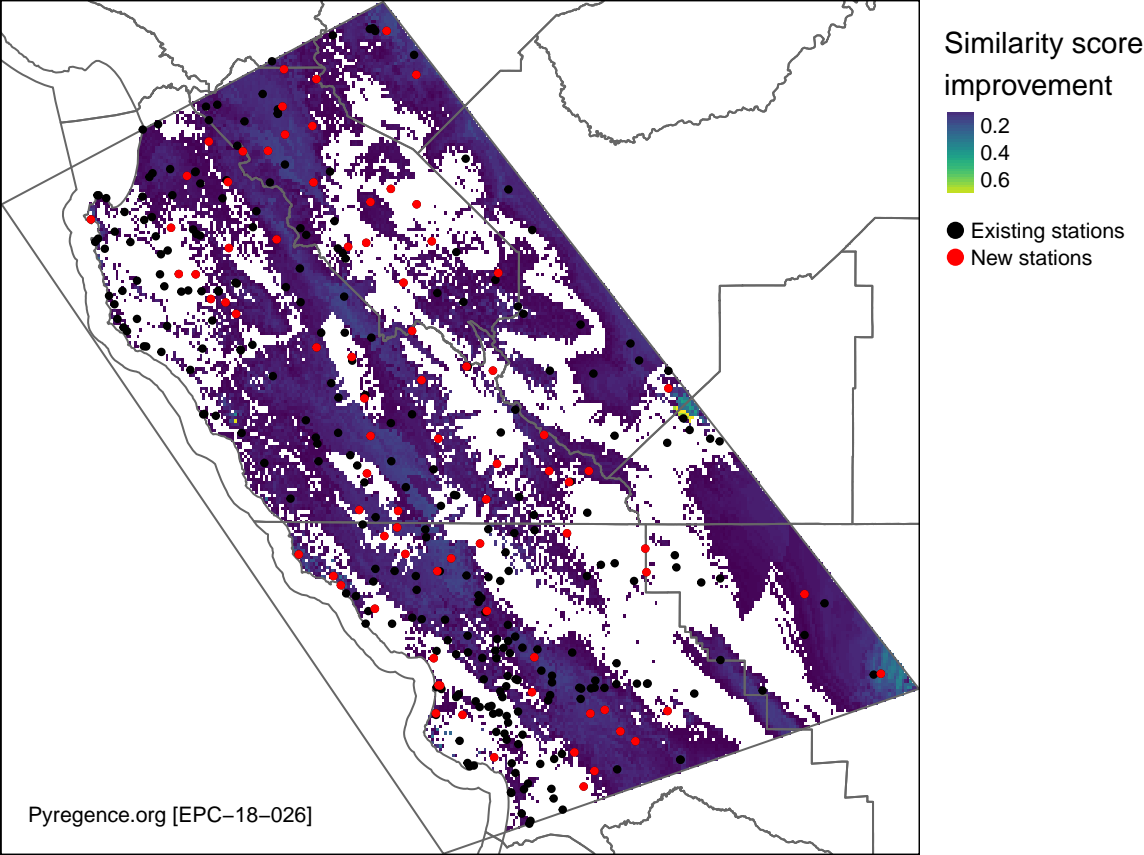 Similarity score
improvement
0.2
0.4
0.6
Existing stations
New stations
Pyregence.org [EPC−18−026]